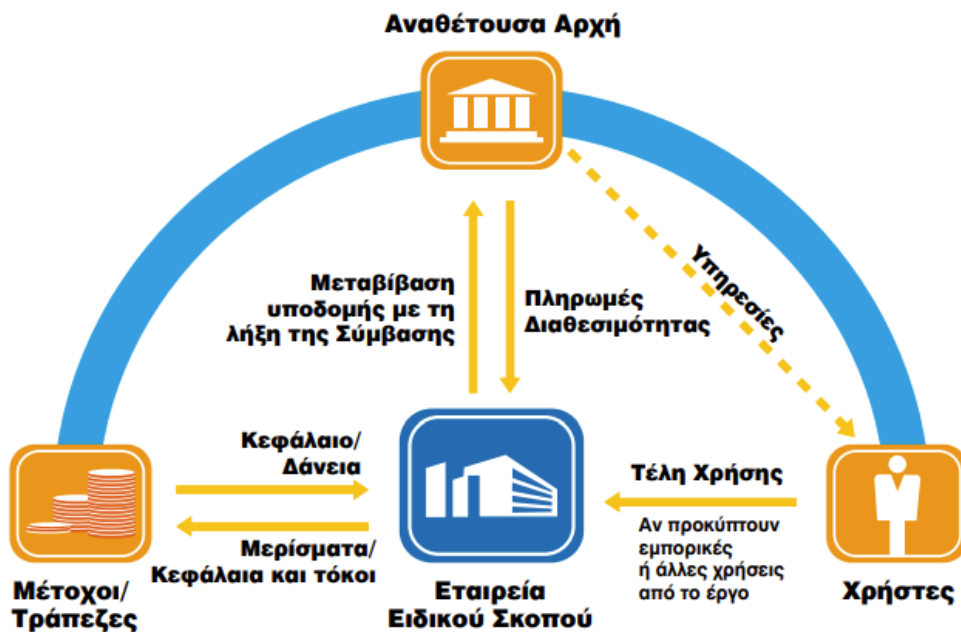 Αναθέτουσα Αρχή
Μεταβίβαση
υποδομής με τη
λήξη της Σύμβασης
Πληρωμές
Διαθεσιμότητας
Υπηρεσίες
Κεφάλαιο/
Δάνεια
Μερίσματα/
Κεφάλαια και τόκοι
Τέλη Χρήσης
Αν προκύπτουν
εμπορικές
ή άλλες χρήσεις
από το έργο
Μέτοχοι/
Τράπεζες
Εταιρεία
Ειδικού Σκοπού
Χρήστες